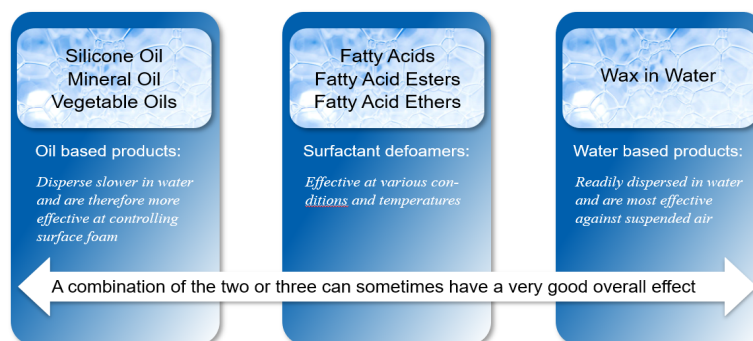 Silicone Oil
Mineral Oil
Vegetable Oils
Oil based products:
Disperse slower in water
and are therefore more
effective at controlling
surface foam
Fatty Acids
Fatty Acid Esters
Fatty Acid Ethers
Surfactant defoamers:
Effective at various con-
ditions and temperatures
Wax in Water
Water based products:
Readily dispersed in water
and are most effective
against suspended air
A combination of the two or three can sometimes have a very good overall effect